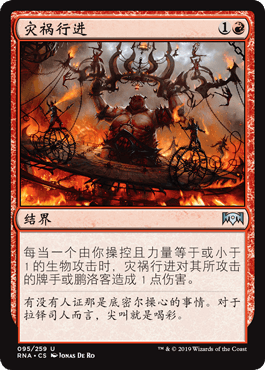 灾祸行进 1
结界
每当一个由你操控且力量等于或小于
1的生物攻击时，灾祸行进对其所攻击
的牌手或鹏洛客造成1点伤害。
有没有人证那是底密尔操心的事情。对于
拉铎司人而言，尖叫就是喝彩。
095/259 U
RNA • CS JONAS DE RO
™ & © 2019 Wizards of the Coast